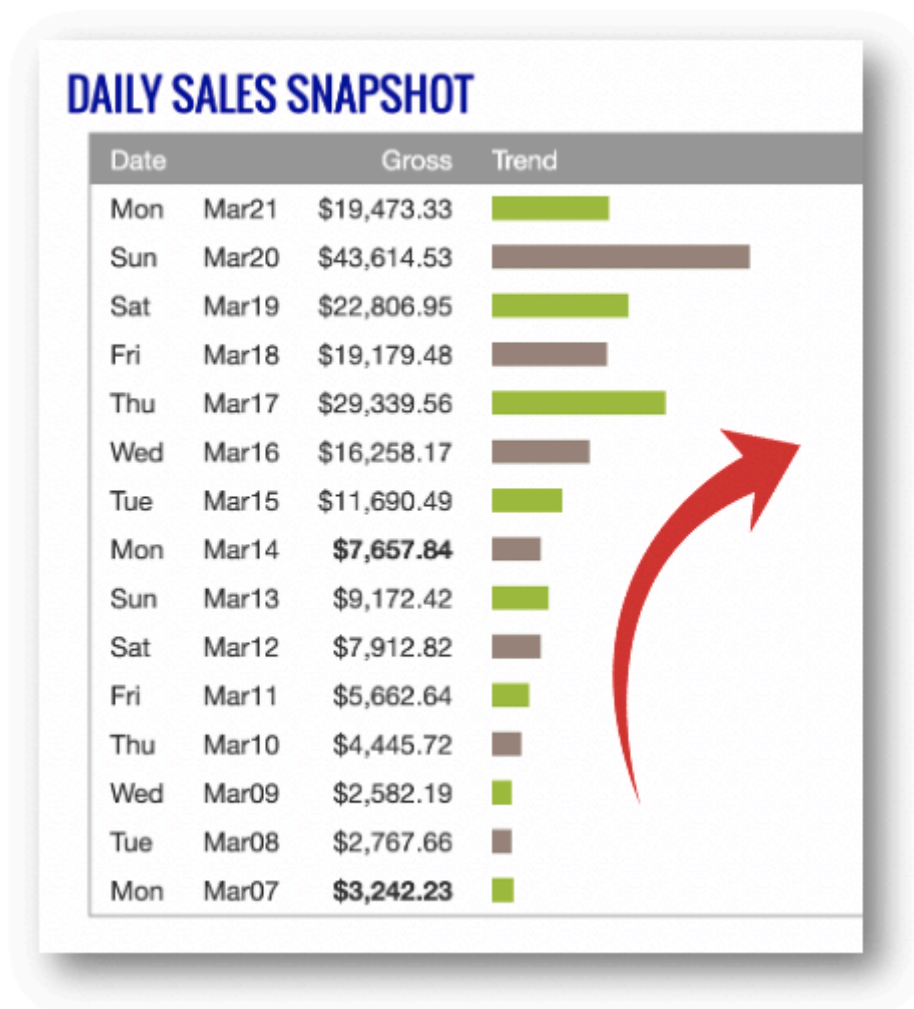 DAILY SALES SNAPSHOT
Date Gross Trend
Mon Mar21 $19,473.33
Sun Mar20 $43,614.53
Sat Mar19 $22,806.95
Fri Mar18 $19,179.48
Thu Mar17 $29,339.56
Wed Mar16 $16,258.17
Tue Mar15 $11,690.49
Mon Mar14 $7,657.84
Sun Mar13 $9,172.42
Sat Mar12 $7,912.82
Fri Mar11 $5,662.64
Thu Mar10 $4,445.72
Wed Mar09 $2,582.19
Tue Mar08 $2,767.66
Mon Mar07 $3,242.23